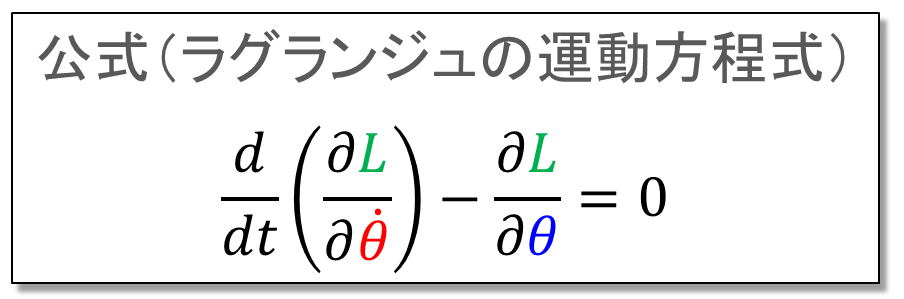 公式（ラグランジュの運動方程式）
d/dt (∂L/∂θ̇) − ∂L/∂θ = 0